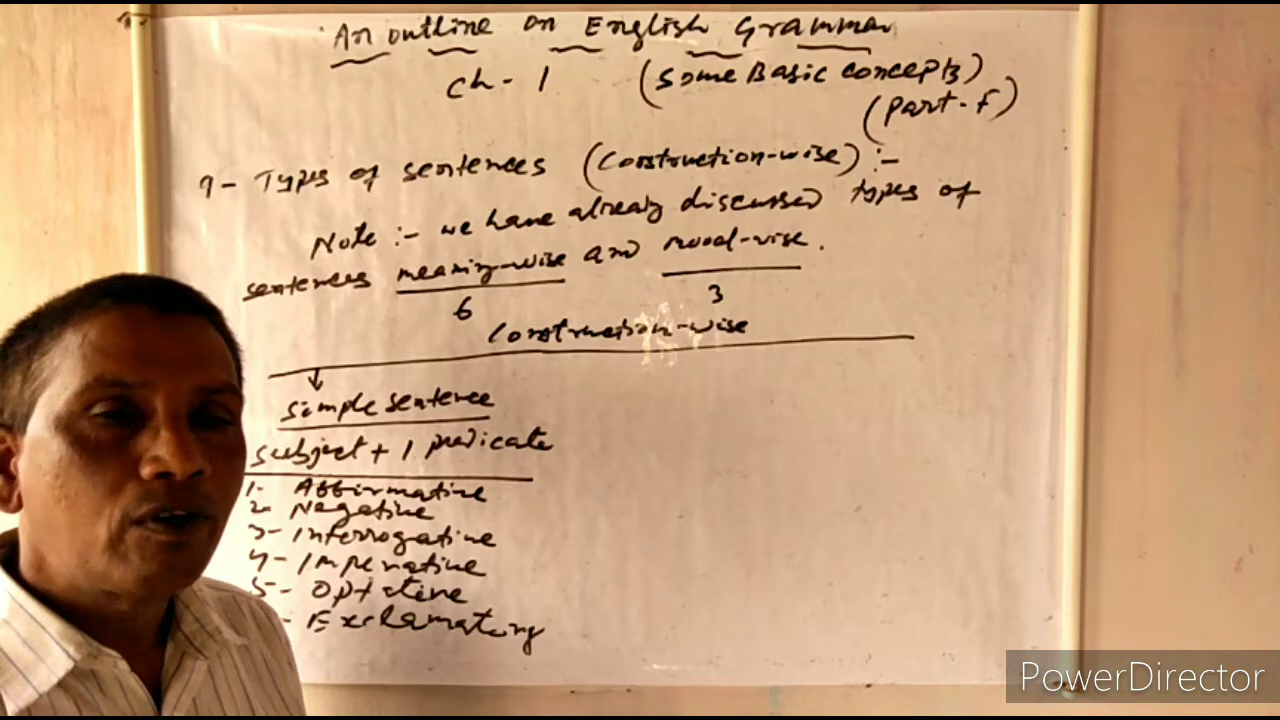 An outline on English Grammar
Ch - 1 (Some Basic concepts)
(Part-F)
9- Types of sentences (Construction-wise) :-
Note :- We have already discussed types of
sentences meaning-wise and mood-wise.
6 3
Construction-wise
Simple sentence
Subject + 1 predicate
1- Affirmative
2- Negative
3- Interrogative
4- Imperative
5- Optative
- Exclamatory
PowerDirector